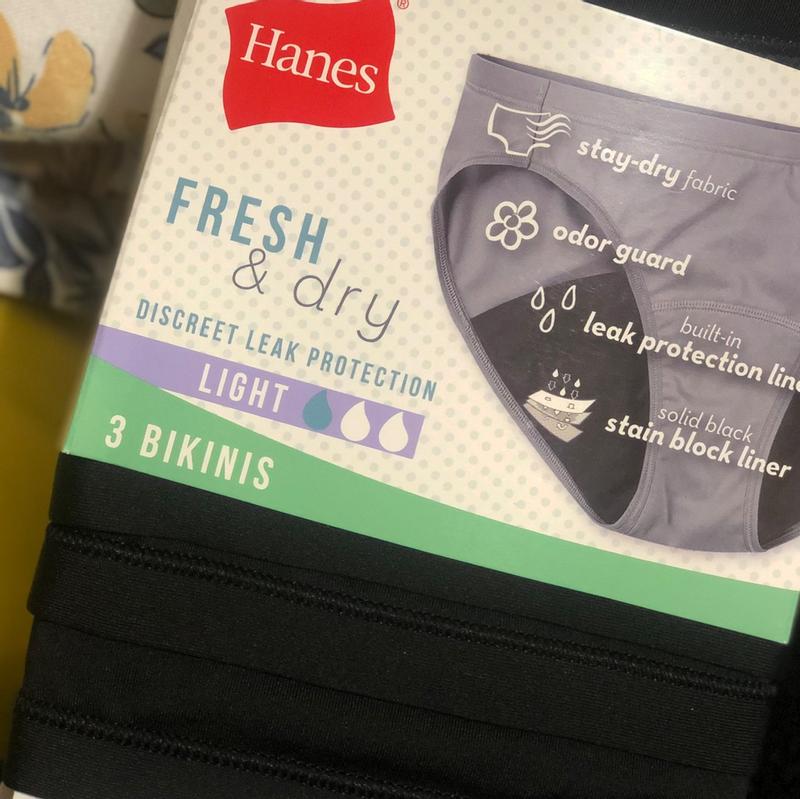 Hanes®
FRESH
& dry
DISCREET LEAK PROTECTION
LIGHT
3 BIKINIS
stay-dry fabric
odor guard
built-in
leak protection
solid black
stain block liner